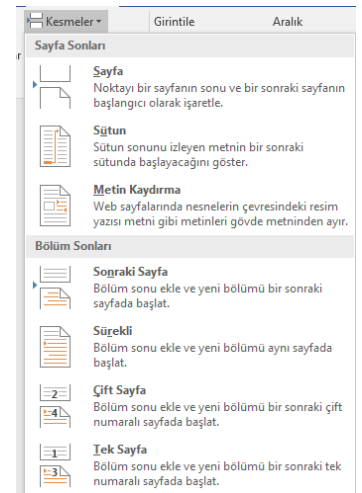 Kesmeler Girintile Aralık
r
Sayfa Sonları
Sayfa
Noktayı bir sayfanın sonu ve bir sonraki sayfanın
başlangıcı olarak işaretle.
Sütun
Sütun sonunu izleyen metnin bir sonraki
sütunda başlayacağını göster.
Metin Kaydırma
Web sayfalarında nesnelerin çevresindeki resim
yazısı metni gibi metinleri gövde metninden ayır.
Bölüm Sonları
Sonraki Sayfa
Bölüm sonu ekle ve yeni bölümü bir sonraki
sayfada başlat.
Sürekli
Bölüm sonu ekle ve yeni bölümü aynı sayfada
başlat.
2
4
Çift Sayfa
Bölüm sonu ekle ve yeni bölümü bir sonraki çift
numaralı sayfada başlat.
1
3
Tek Sayfa
Bölüm sonu ekle ve yeni bölümü bir sonraki tek
numaralı sayfada başlat.